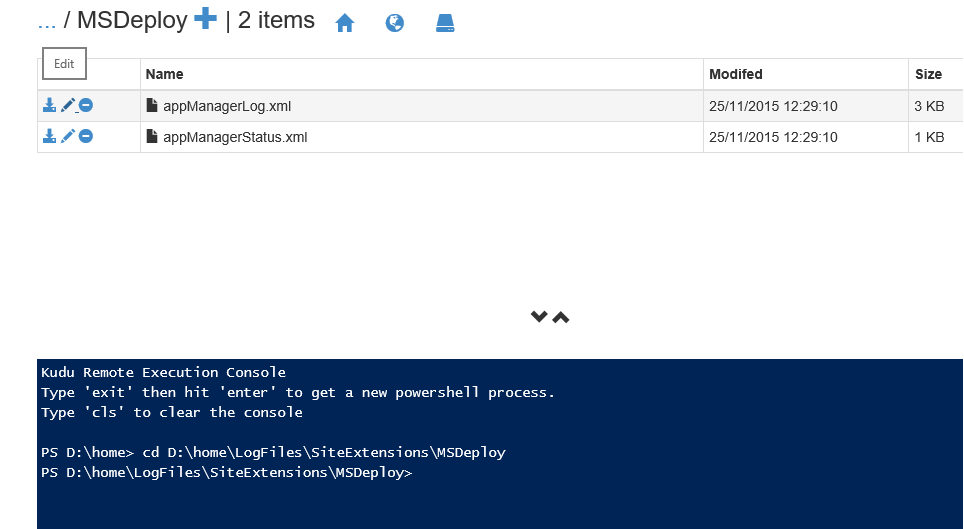 ... / MSDeploy | 2 items
Edit
Name Modifed Size
appManagerLog.xml 25/11/2015 12:29:10 3 KB
appManagerStatus.xml 25/11/2015 12:29:10 1 KB
Kudu Remote Execution Console
Type 'exit' then hit 'enter' to get a new powershell process.
Type 'cls' to clear the console
PS D:\home> cd D:\home\LogFiles\SiteExtensions\MSDeploy
PS D:\home\LogFiles\SiteExtensions\MSDeploy>